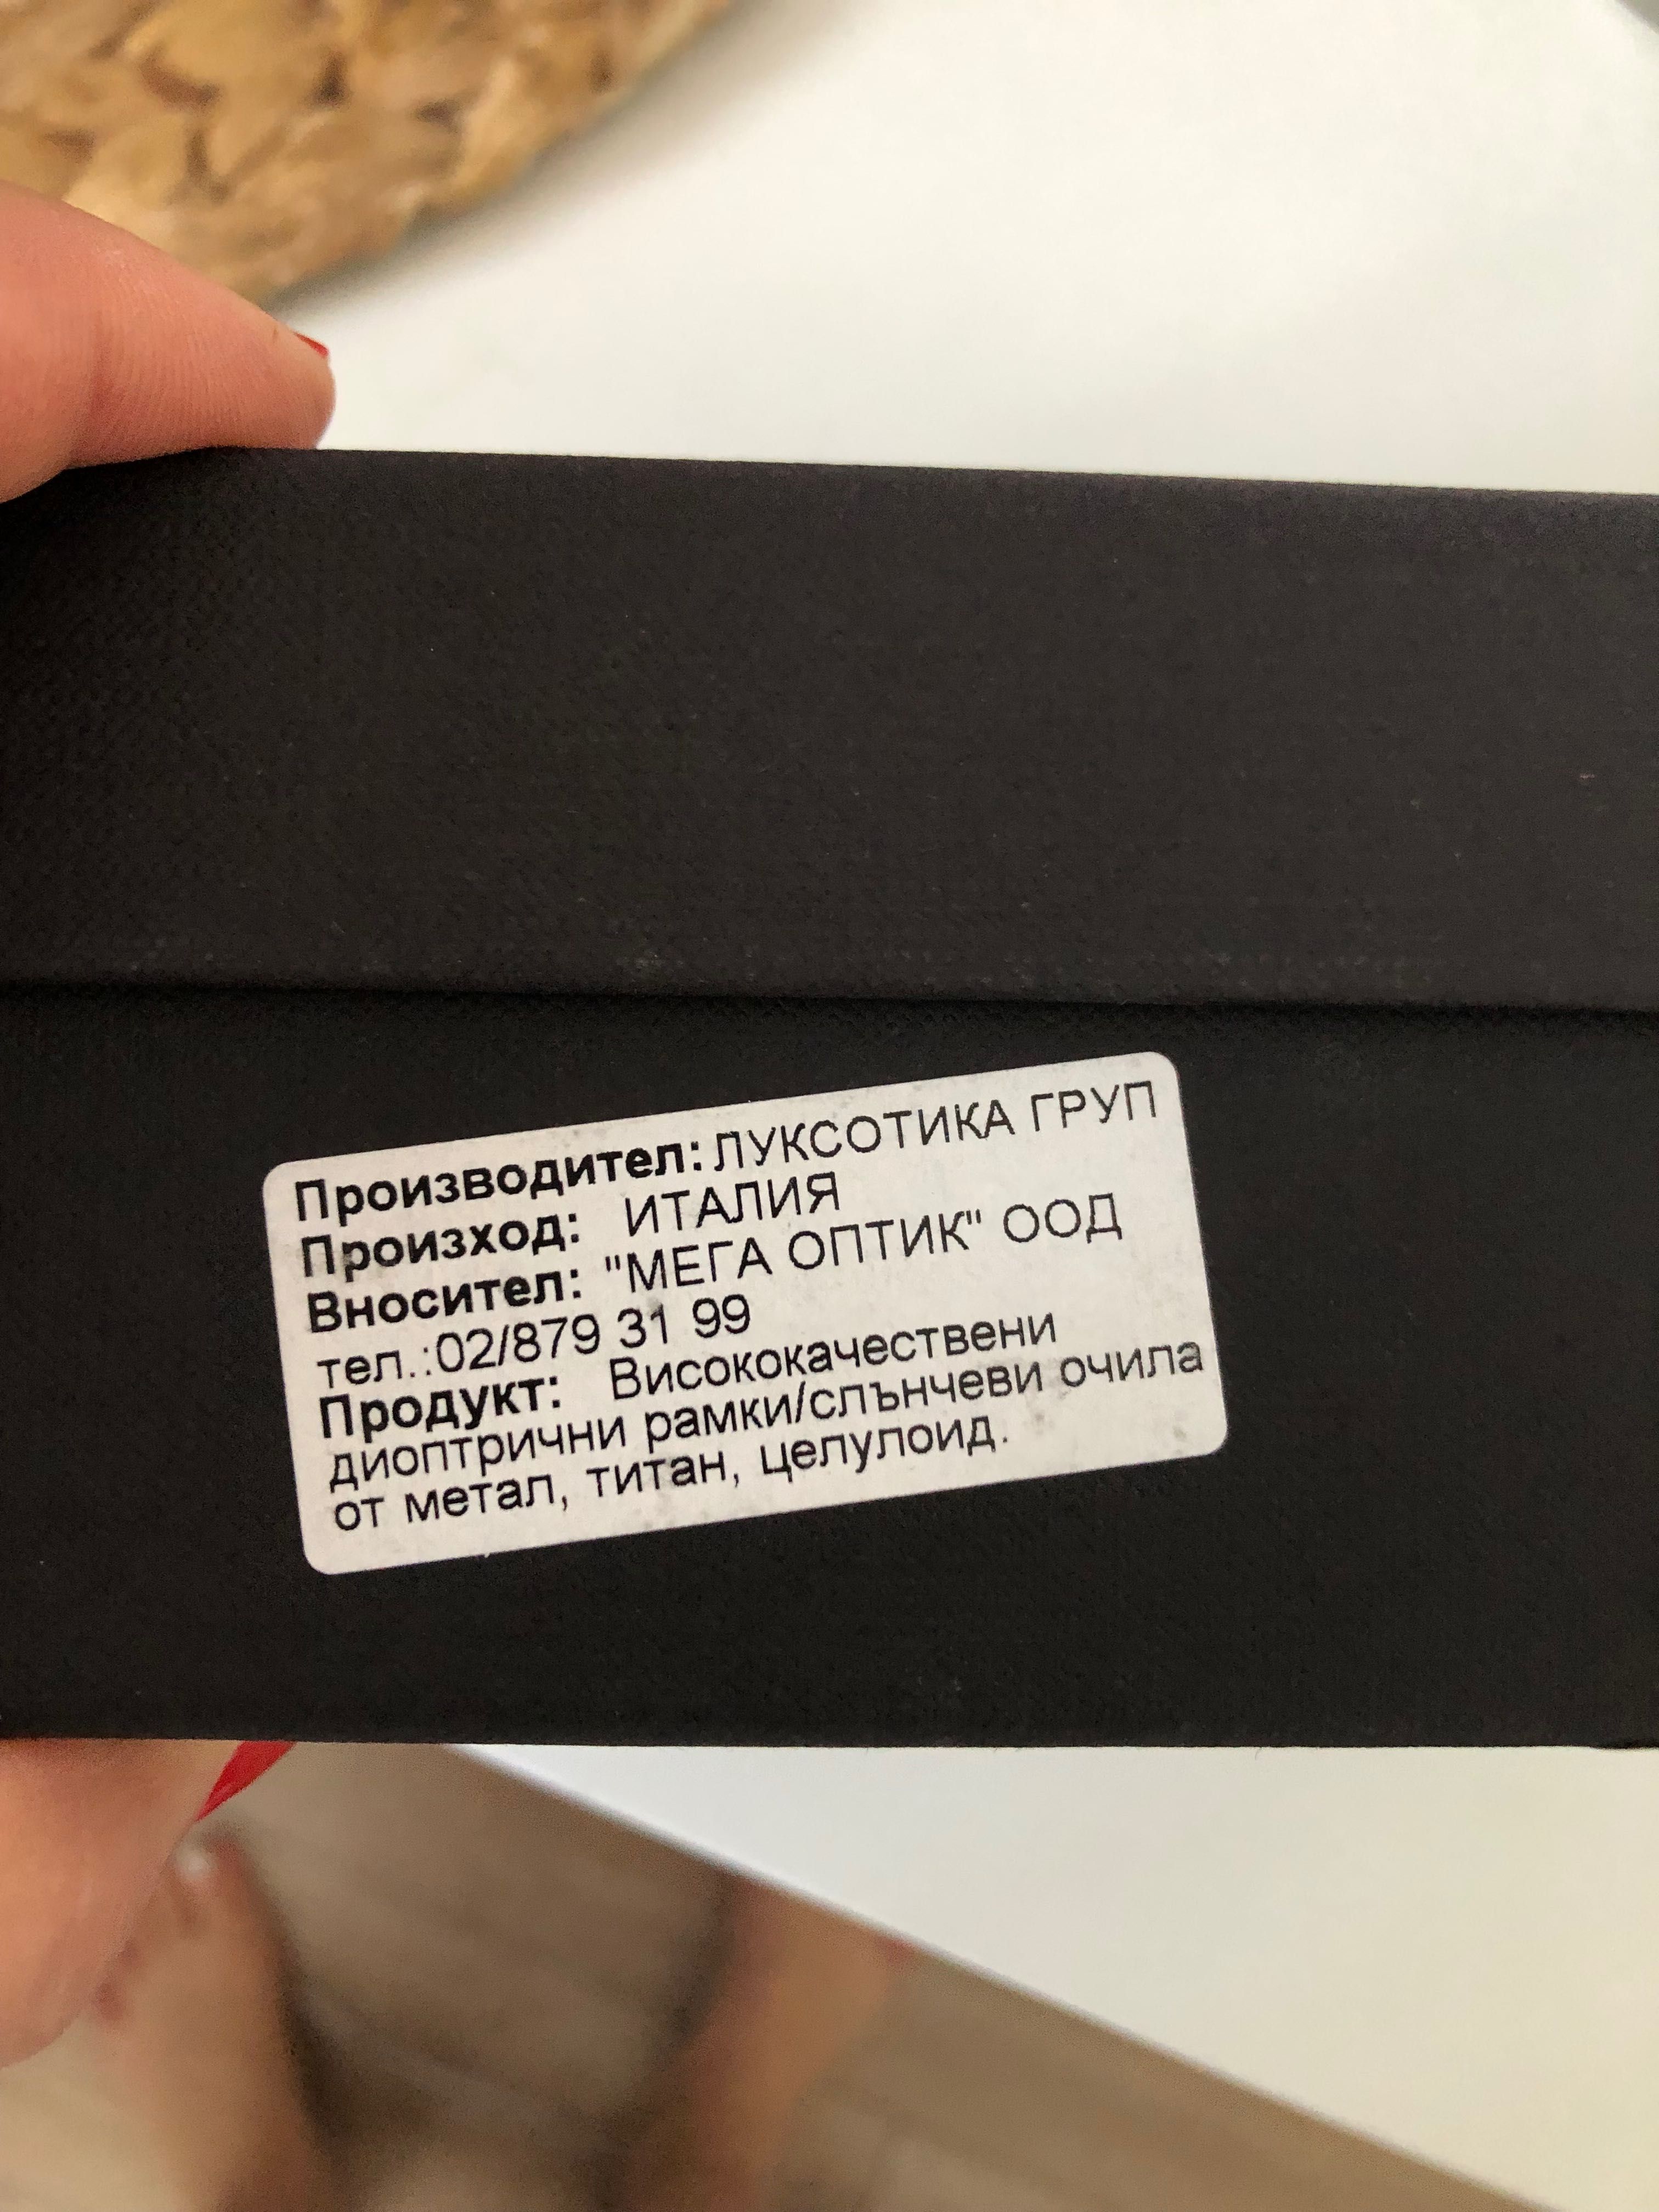 Производител: ЛУКСОТИКА ГРУП
Произход: ИТАЛИЯ
Вносител: "МЕГА ОПТИК" ООД
тел.:02/879 31 99
Продукт: Висококачествени
диоптрични рамки/слънчеви очила
от метал, титан, целулоид.